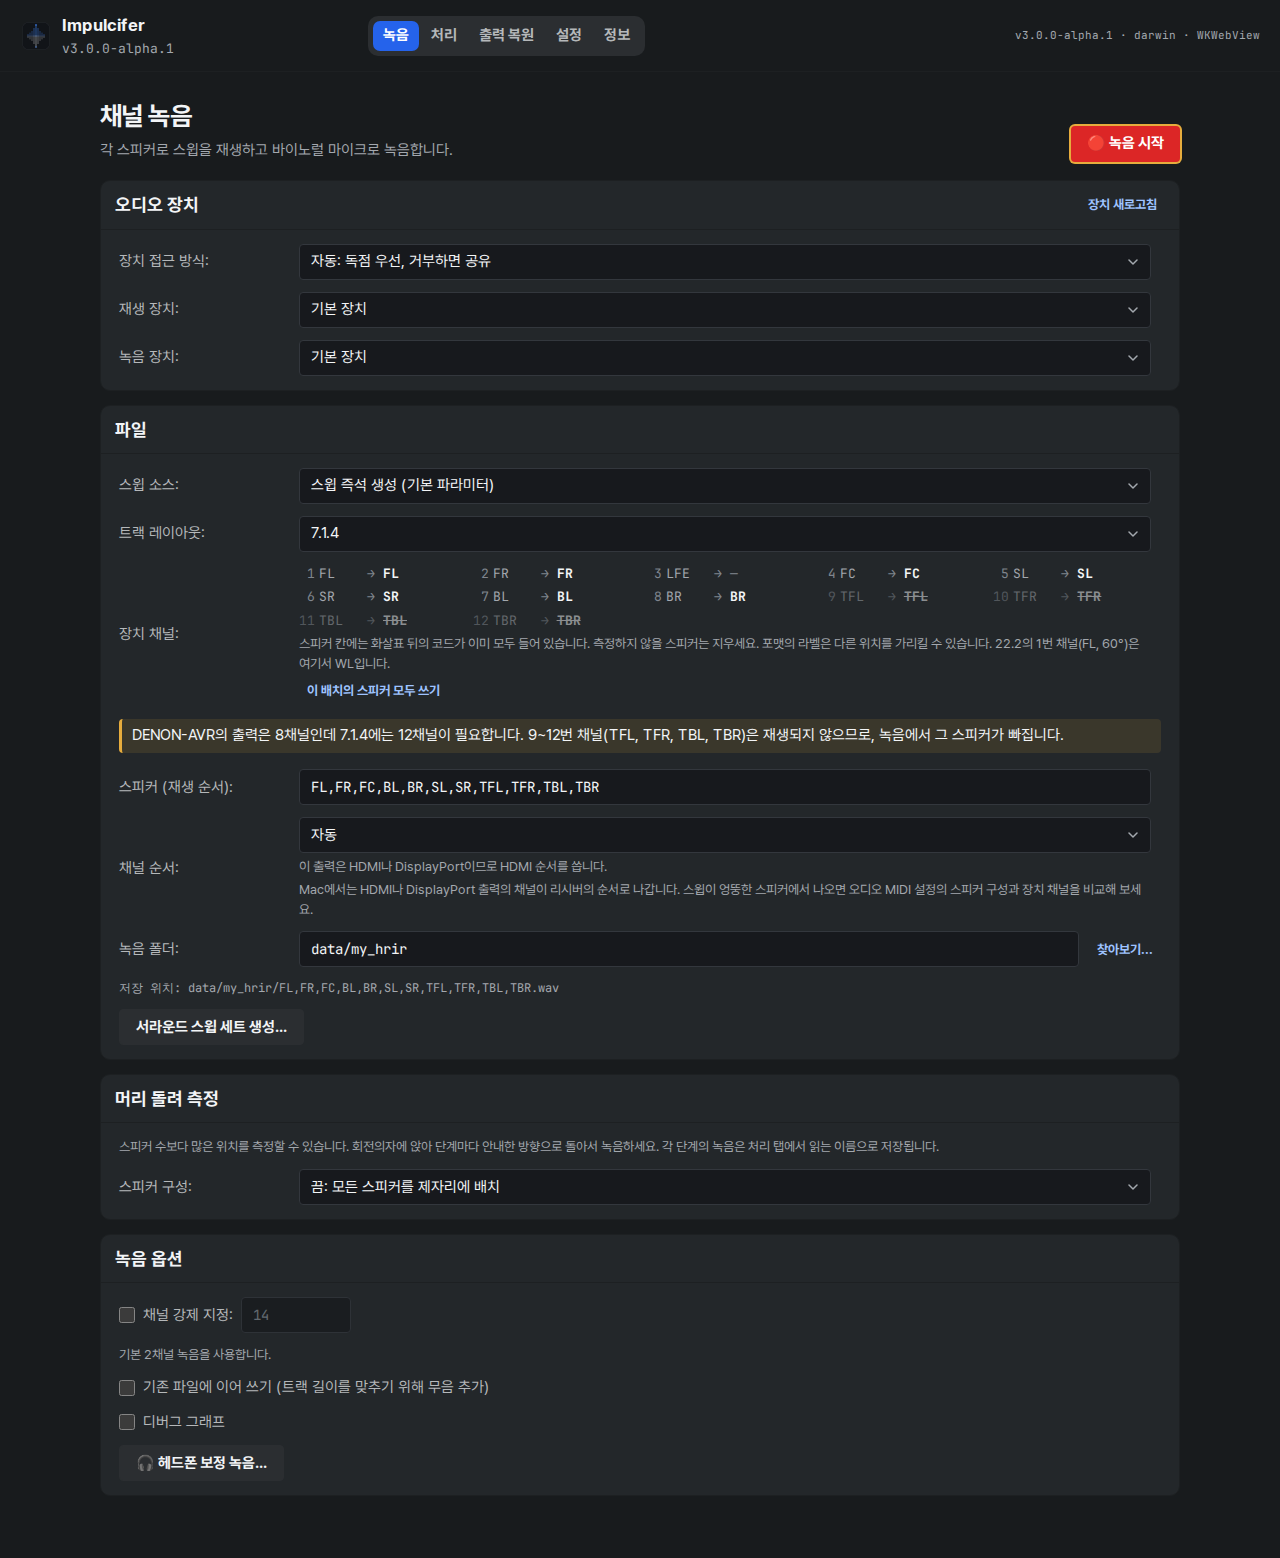 Impulcifer
v3.0.0-alpha.1
녹음 처리 출력 복원 설정 정보
v3.0.0-alpha.1 · darwin · WKWebView
채널 녹음
각 스피커로 스윕을 재생하고 바이노럴 마이크로 녹음합니다.
녹음 시작
오디오 장치
장치 새로고침
장치 접근 방식: 자동: 독점 우선, 거부하면 공유
재생 장치: 기본 장치
녹음 장치: 기본 장치
파일
스윕 소스: 스윕 즉석 생성 (기본 파라미터)
트랙 레이아웃: 7.1.4
1 FL → FL 2 FR → FR 3 LFE → — 4 FC → FC 5 SL → SL
6 SR → SR 7 BL → BL 8 BR → BR 9 TFL → TFL 10 TFR → TFR
11 TBL → TBL 12 TBR → TBR
장치 채널:
스피커 칸에는 화살표 뒤의 코드가 이미 모두 들어 있습니다. 측정하지 않을 스피커는 지우세요. 포맷의 라벨은 다른 위치를 가리킬 수 있습니다. 22.2의 1번 채널(FL, 60°)은
여기서 WL입니다.
이 배치의 스피커 모두 쓰기
DENON-AVR의 출력은 8채널인데 7.1.4에는 12채널이 필요합니다. 9~12번 채널(TFL, TFR, TBL, TBR)은 재생되지 않으므로, 녹음에서 그 스피커가 빠집니다.
스피커 (재생 순서): FL,FR,FC,BL,BR,SL,SR,TFL,TFR,TBL,TBR
채널 순서: 자동
이 출력은 HDMI나 DisplayPort이므로 HDMI 순서를 씁니다.
Mac에서는 HDMI나 DisplayPort 출력의 채널이 리시버의 순서로 나갑니다. 스윕이 엉뚱한 스피커에서 나오면 오디오 MIDI 설정의 스피커 구성과 장치 채널을 비교해 보세
요.
녹음 폴더: data/my_hrir 찾아보기...
저장 위치: data/my_hrir/FL,FR,FC,BL,BR,SL,SR,TFL,TFR,TBL,TBR.wav
서라운드 스윕 세트 생성...
머리 돌려 측정
스피커 수보다 많은 위치를 측정할 수 있습니다. 회전의자에 앉아 단계마다 안내한 방향으로 돌아서 녹음하세요. 각 단계의 녹음은 처리 탭에서 읽는 이름으로 저장됩니다.
스피커 구성: 끔: 모든 스피커를 제자리에 배치
녹음 옵션
채널 강제 지정: 14
기본 2채널 녹음을 사용합니다.
기존 파일에 이어 쓰기 (트랙 길이를 맞추기 위해 무음 추가)
디버그 그래프
헤드폰 보정 녹음...